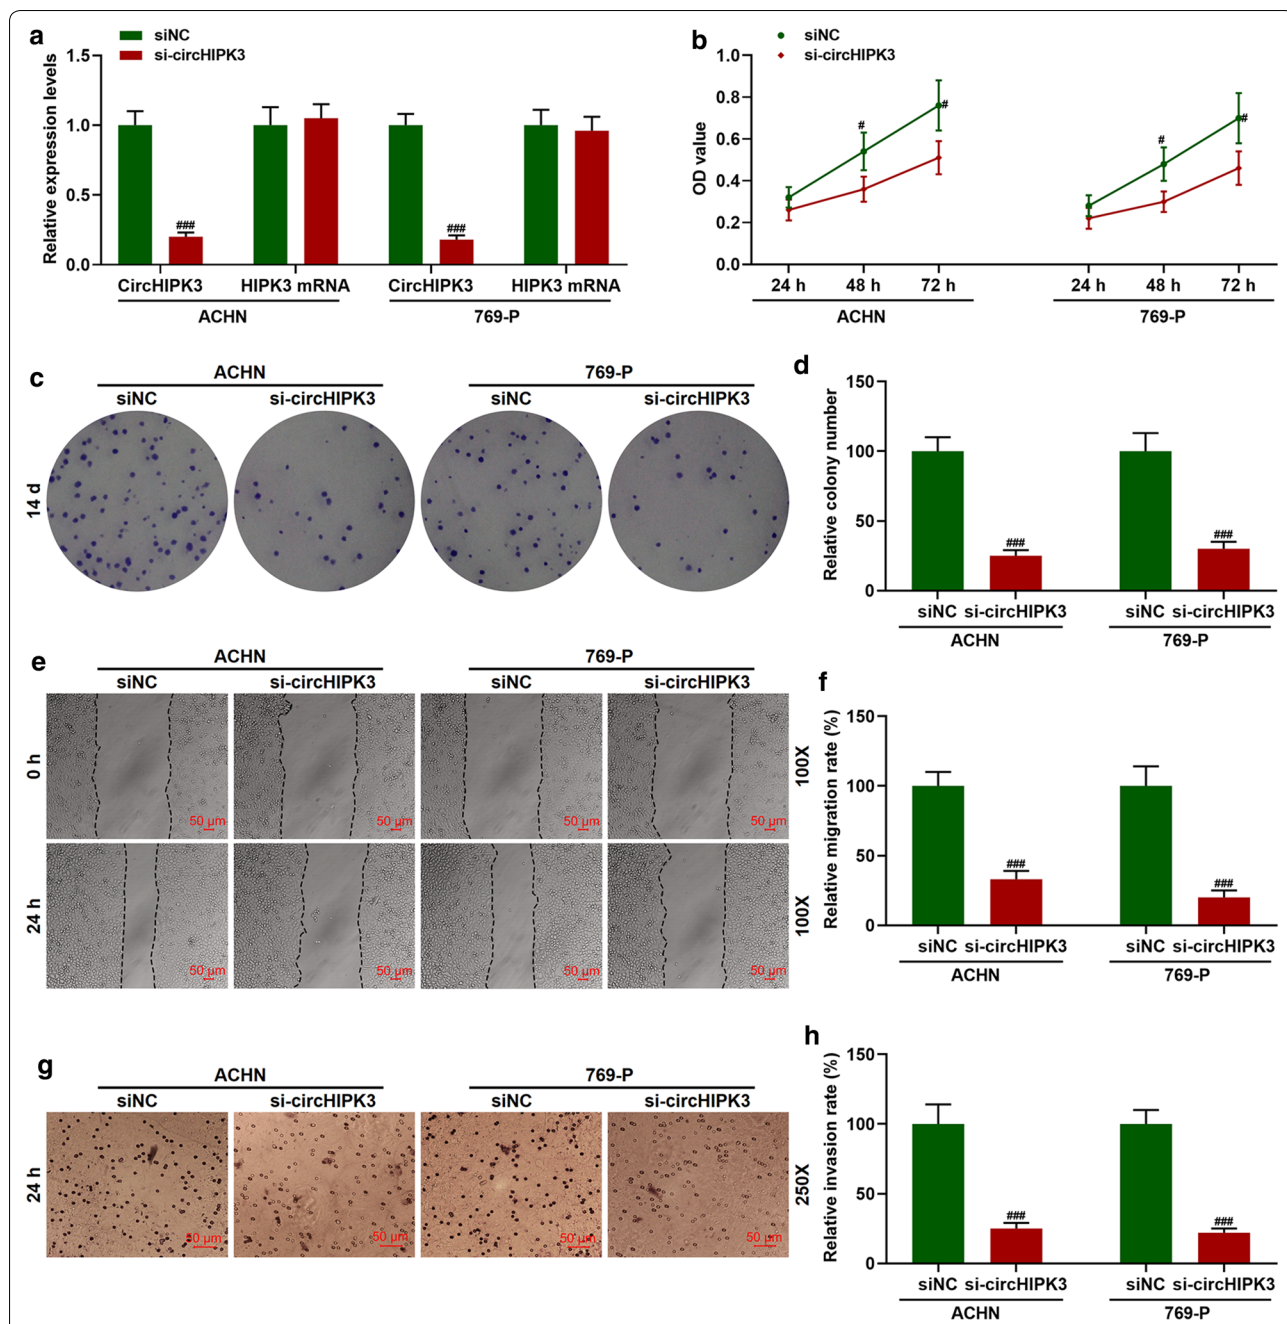 a
siNC
si-circHIPK3
Relative expression levels
1.5
1.0
0.5
0.0
###
###
CircHIPK3 HIPK3 mRNA CircHIPK3 HIPK3 mRNA
ACHN 769-P
b
siNC
si-circHIPK3
OD value
1.0
0.8
0.6
0.4
0.2
0.0
# # # #
24 h 48 h 72 h 24 h 48 h 72 h
ACHN 769-P
c
ACHN 769-P
siNC si-circHIPK3 siNC si-circHIPK3
14 d
d
Relative colony number
150
100
50
0
### ###
siNC si-circHIPK3 siNC si-circHIPK3
ACHN 769-P
e
ACHN 769-P
siNC si-circHIPK3 siNC si-circHIPK3
0 h
50 µm 50 µm 50 µm 50 µm
100X
24 h
50 µm 50 µm 50 µm 50 µm
100X
f
Relative migration rate (%)
150
100
50
0
### ###
siNC si-circHIPK3 siNC si-circHIPK3
ACHN 769-P
g
ACHN 769-P
siNC si-circHIPK3 siNC si-circHIPK3
24 h
50 µm 50 µm 50 µm 50 µm
250X
h
Relative invasion rate (%)
150
100
50
0
### ###
siNC si-circHIPK3 siNC si-circHIPK3
ACHN 769-P